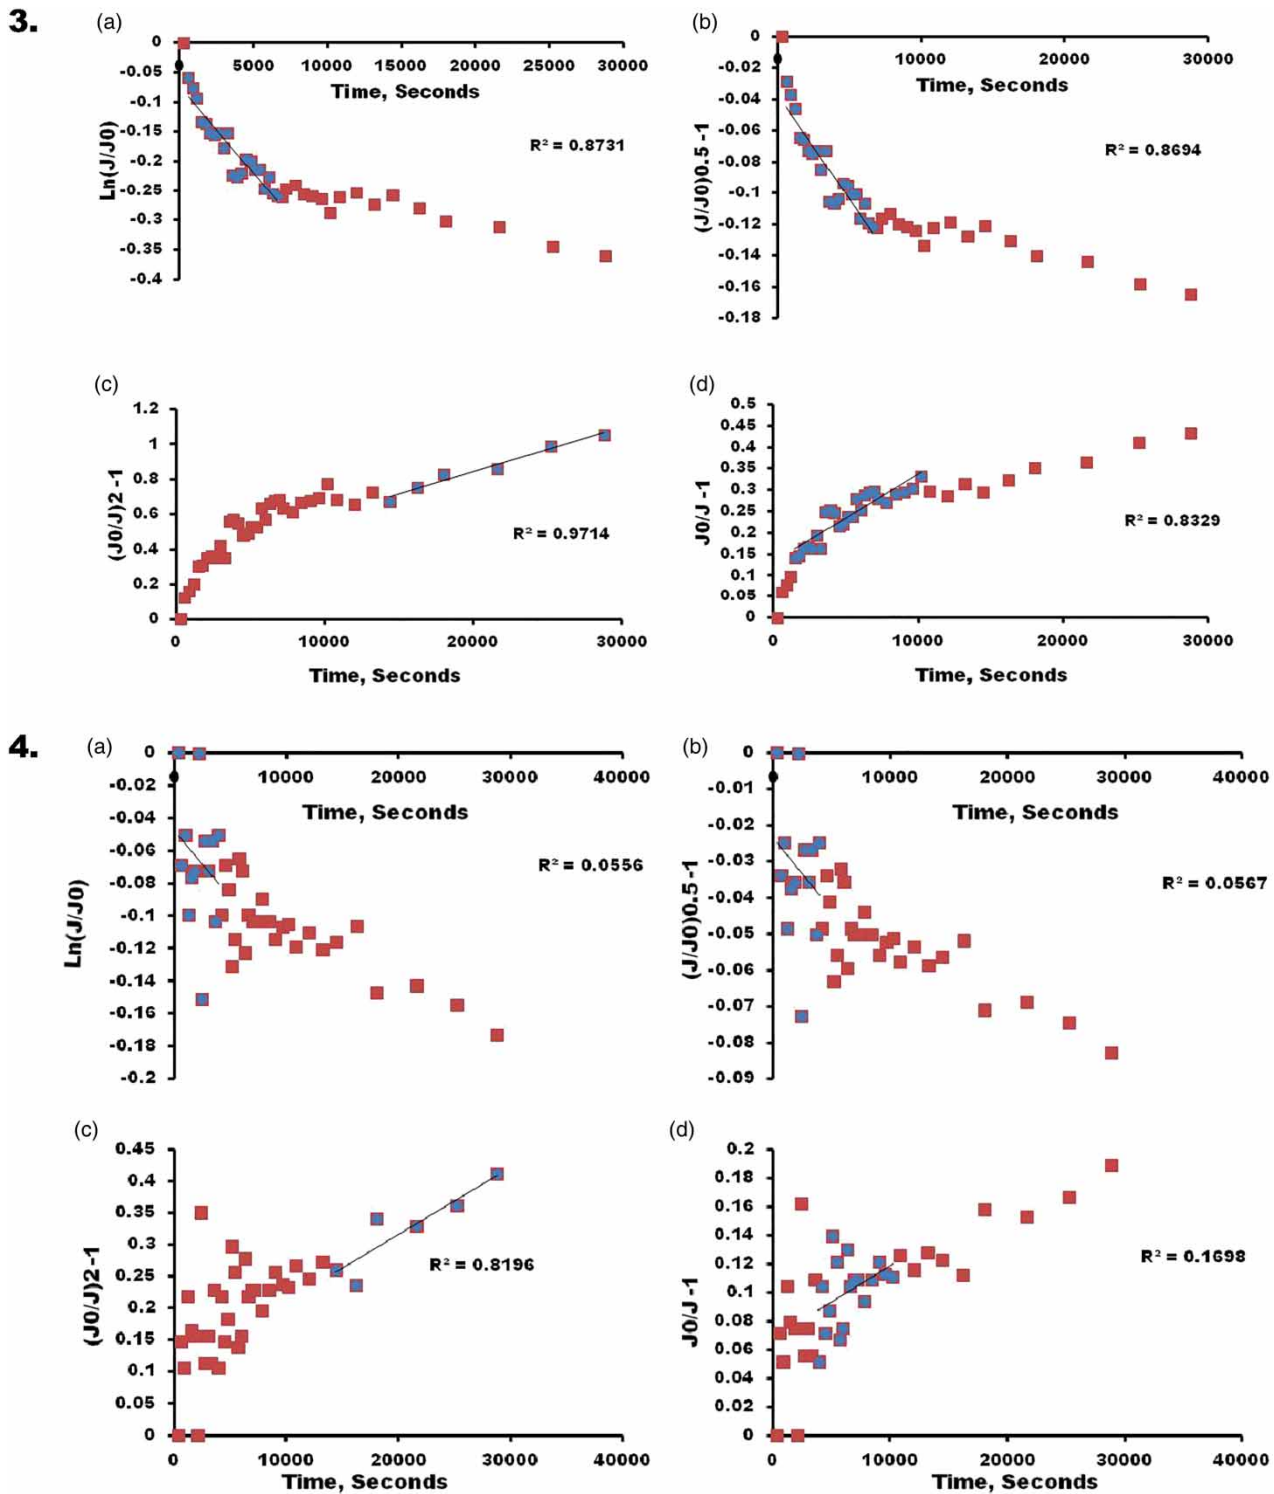 3.
(a)
0
-0.05
-0.1
-0.15
-0.2
-0.25
-0.3
-0.35
-0.4
Ln(J/J0)
0 5000 10000 15000 20000 25000 30000
Time, Seconds
R² = 0.8731
(b)
0
-0.02
-0.04
-0.06
-0.08
-0.1
-0.12
-0.14
-0.16
-0.18
(J/J0)0.5 -1
0 10000 20000 30000
Time, Seconds
R² = 0.8694
(c)
1.2
1
0.8
0.6
0.4
0.2
0
(J0/J)2 -1
R² = 0.9714
0 10000 20000 30000
Time, Seconds
(d)
0.5
0.45
0.4
0.35
0.3
0.25
0.2
0.15
0.1
0.05
0
J0/J -1
R² = 0.8329
0 10000 20000 30000
Time, Seconds
4.
(a)
0
-0.02
-0.04
-0.06
-0.08
-0.1
-0.12
-0.14
-0.16
-0.18
-0.2
Ln(J/J0)
0 10000 20000 30000 40000
Time, Seconds
R² = 0.0556
(b)
0
-0.01
-0.02
-0.03
-0.04
-0.05
-0.06
-0.07
-0.08
-0.09
(J/J0)0.5 -1
0 10000 20000 30000 40000
Time, Seconds
R² = 0.0567
(c)
0.45
0.4
0.35
0.3
0.25
0.2
0.15
0.1
0.05
0
(J0/J)2-1
R² = 0.8196
0 10000 20000 30000 40000
Time, Seconds
(d)
0.2
0.18
0.16
0.14
0.12
0.1
0.08
0.06
0.04
0.02
0
J0/J -1
R² = 0.1698
0 10000 20000 30000 40000
Time, Seconds